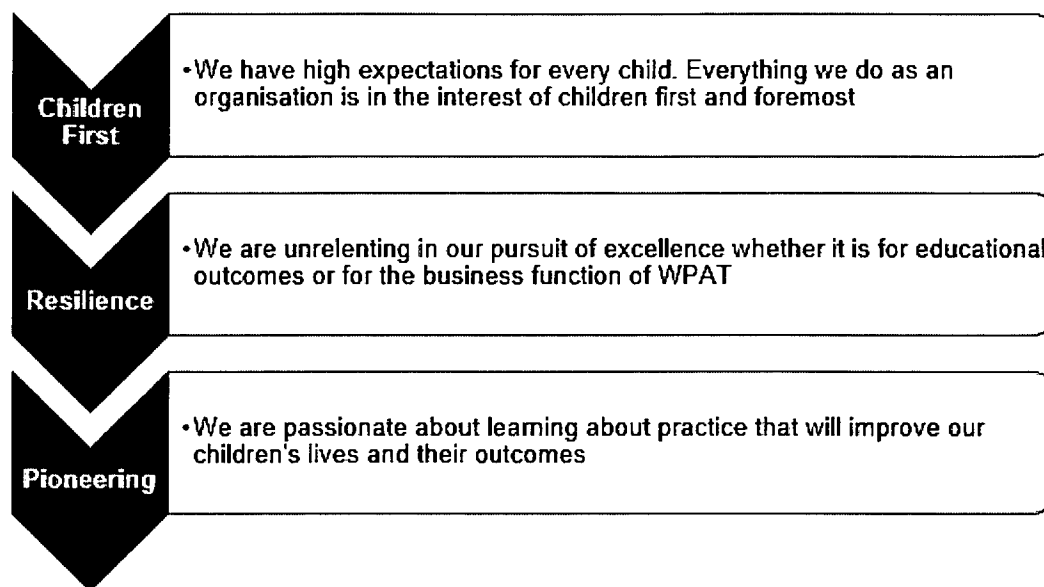 Children
First
•We have high expectations for every child. Everything we do as an
organisation is in the interest of children first and foremost
Resilience
•We are unrelenting in our pursuit of excellence whether it is for educational
outcomes or for the business function of WPAT
Pioneering
•We are passionate about learning about practice that will improve our
children's lives and their outcomes